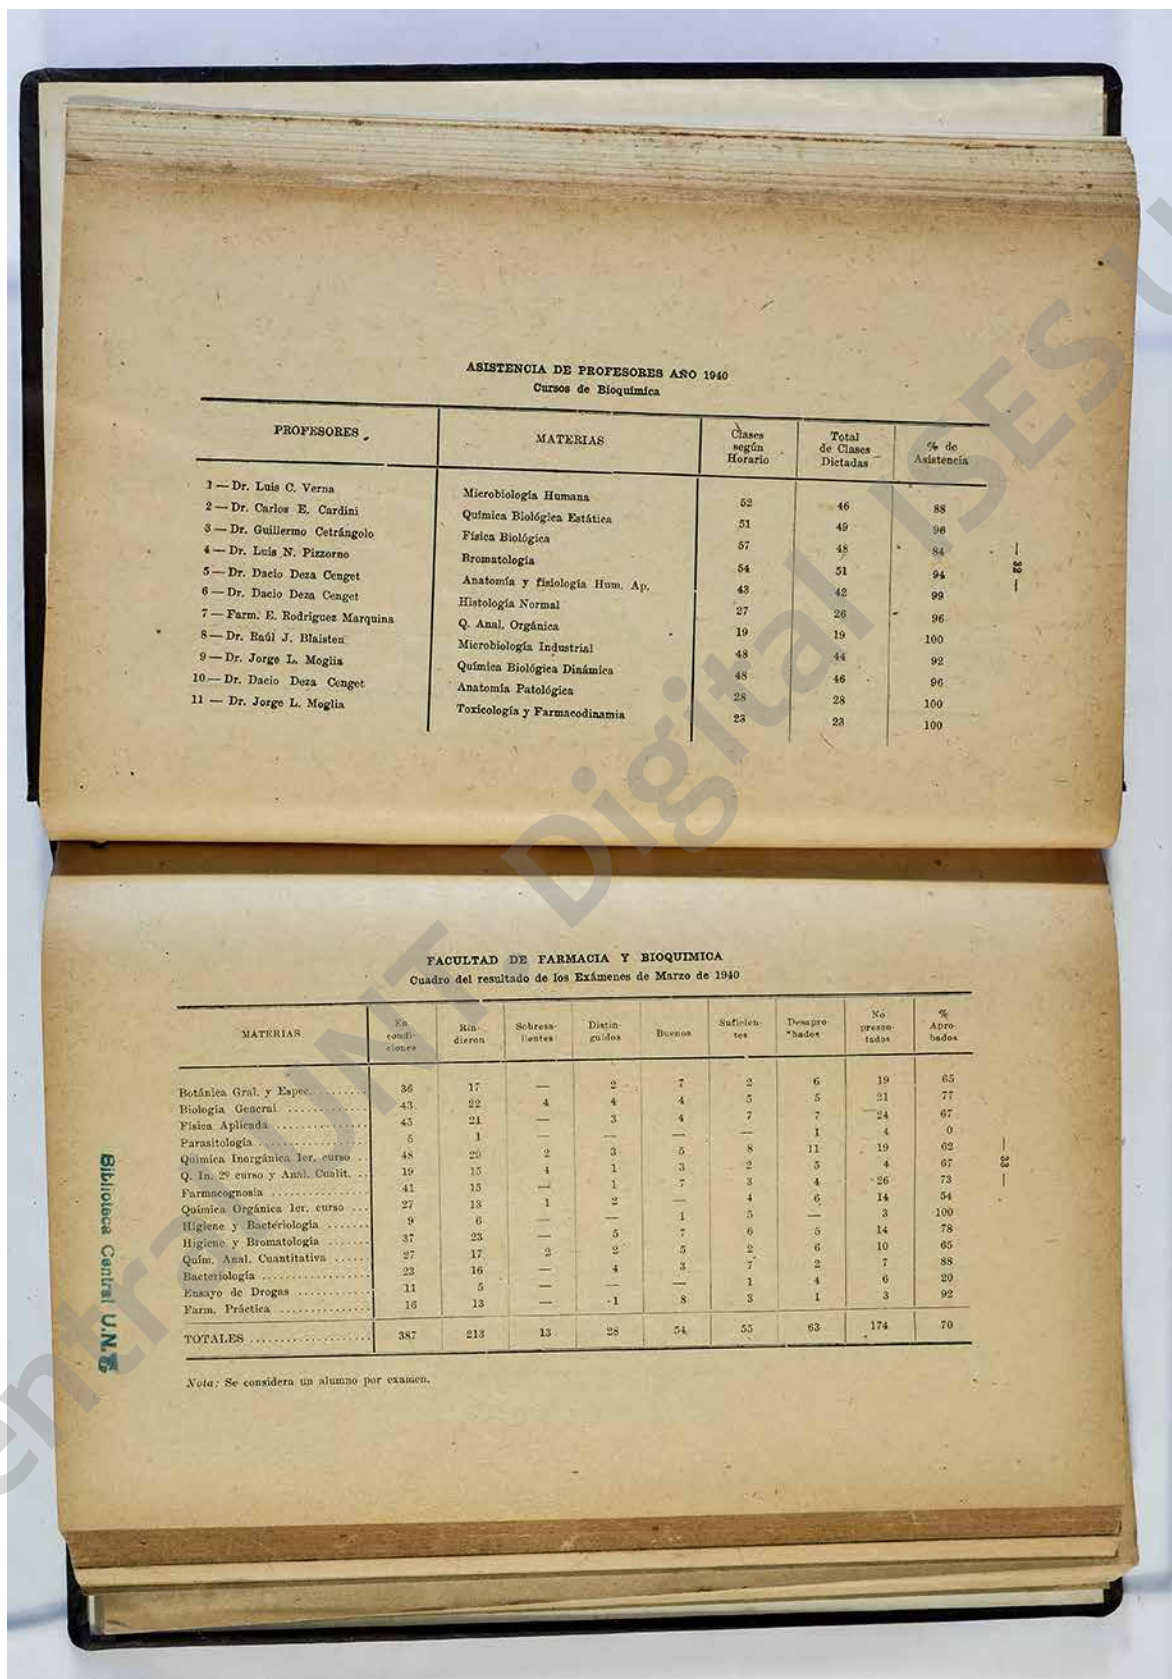 ASISTENCIA DE PROFESORES AÑO 1940
Cursos de Bioquímica
PROFESORES MATERIAS Clases según Horario Total de Clases Dictadas % de Asistencia
1 — Dr. Luis C. Verna Microbiología Humana 52 46 88
2 — Dr. Carlos E. Cardini Química Biológica Estática 51 49 96
3 — Dr. Guillermo Cetrángolo Física Biológica 57 48 84
4 — Dr. Luis N. Pizzorno Bromatología 54 51 94
5 — Dr. Dacio Deza Cenget Anatomía y fisiología Hum. Ap. 43 42 99
6 — Dr. Dacio Deza Cenget Histología Normal 27 26 96
7 — Farm. E. Rodríguez Marquina Q. Anal. Orgánica 19 19 100
8 — Dr. Raúl J. Blaisten Microbiología Industrial 48 44 92
9 — Dr. Jorge L. Moglia Química Biológica Dinámica 48 46 96
10.— Dr. Dacio Deza Cenget Anatomía Patológica 28 28 100
11 — Dr. Jorge L. Moglia Toxicología y Farmacodinamia 23 23 100
— 32 —
FACULTAD DE FARMACIA Y BIOQUIMICA
Cuadro del resultado de los Exámenes de Marzo de 1940
MATERIAS En condiciones Rindieron Sobresalientes Distinguidos Buenos Suficientes Desaprobados No presentados % Aprobados
Botánica Gral. y Espec. ........ 36 17 — 2 7 2 6 19 65
Biología General ............. 43 22 4 4 4 5 5 21 77
Física Aplicada ............... 45 21 — 3 4 7 7 24 67
Parasitología ................. 5 1 — — — — 1 4 0
Química Inorgánica 1er. curso .. 48 29 2 3 5 8 11 19 62
Q. In. 2º curso y Anal. Cualit. .. 19 15 4 1 3 2 5 4 67
Farmacognosia ............... 41 15 — 1 7 3 4 26 73
Química Orgánica 1er. curso ... 27 13 1 2 — 4 6 14 54
Higiene y Bacteriología ....... 9 6 — — 1 5 — 3 100
Higiene y Bromatología ....... 37 23 — 5 7 6 5 14 78
Quím. Anal. Cuantitativa ....... 27 17 2 2 5 2 6 10 65
Bacteriología ................. 23 16 — 4 3 7 2 7 88
Ensayo de Drogas ............ 11 5 — — — 1 4 6 20
Farm. Práctica .............. 16 13 — 1 8 3 1 3 92
TOTALES ................... 387 213 13 28 54 55 63 174 70
Nota: Se considera un alumno por examen.
— 33 —
Biblioteca Central U.N.T.
entral UNT Digital ISES U